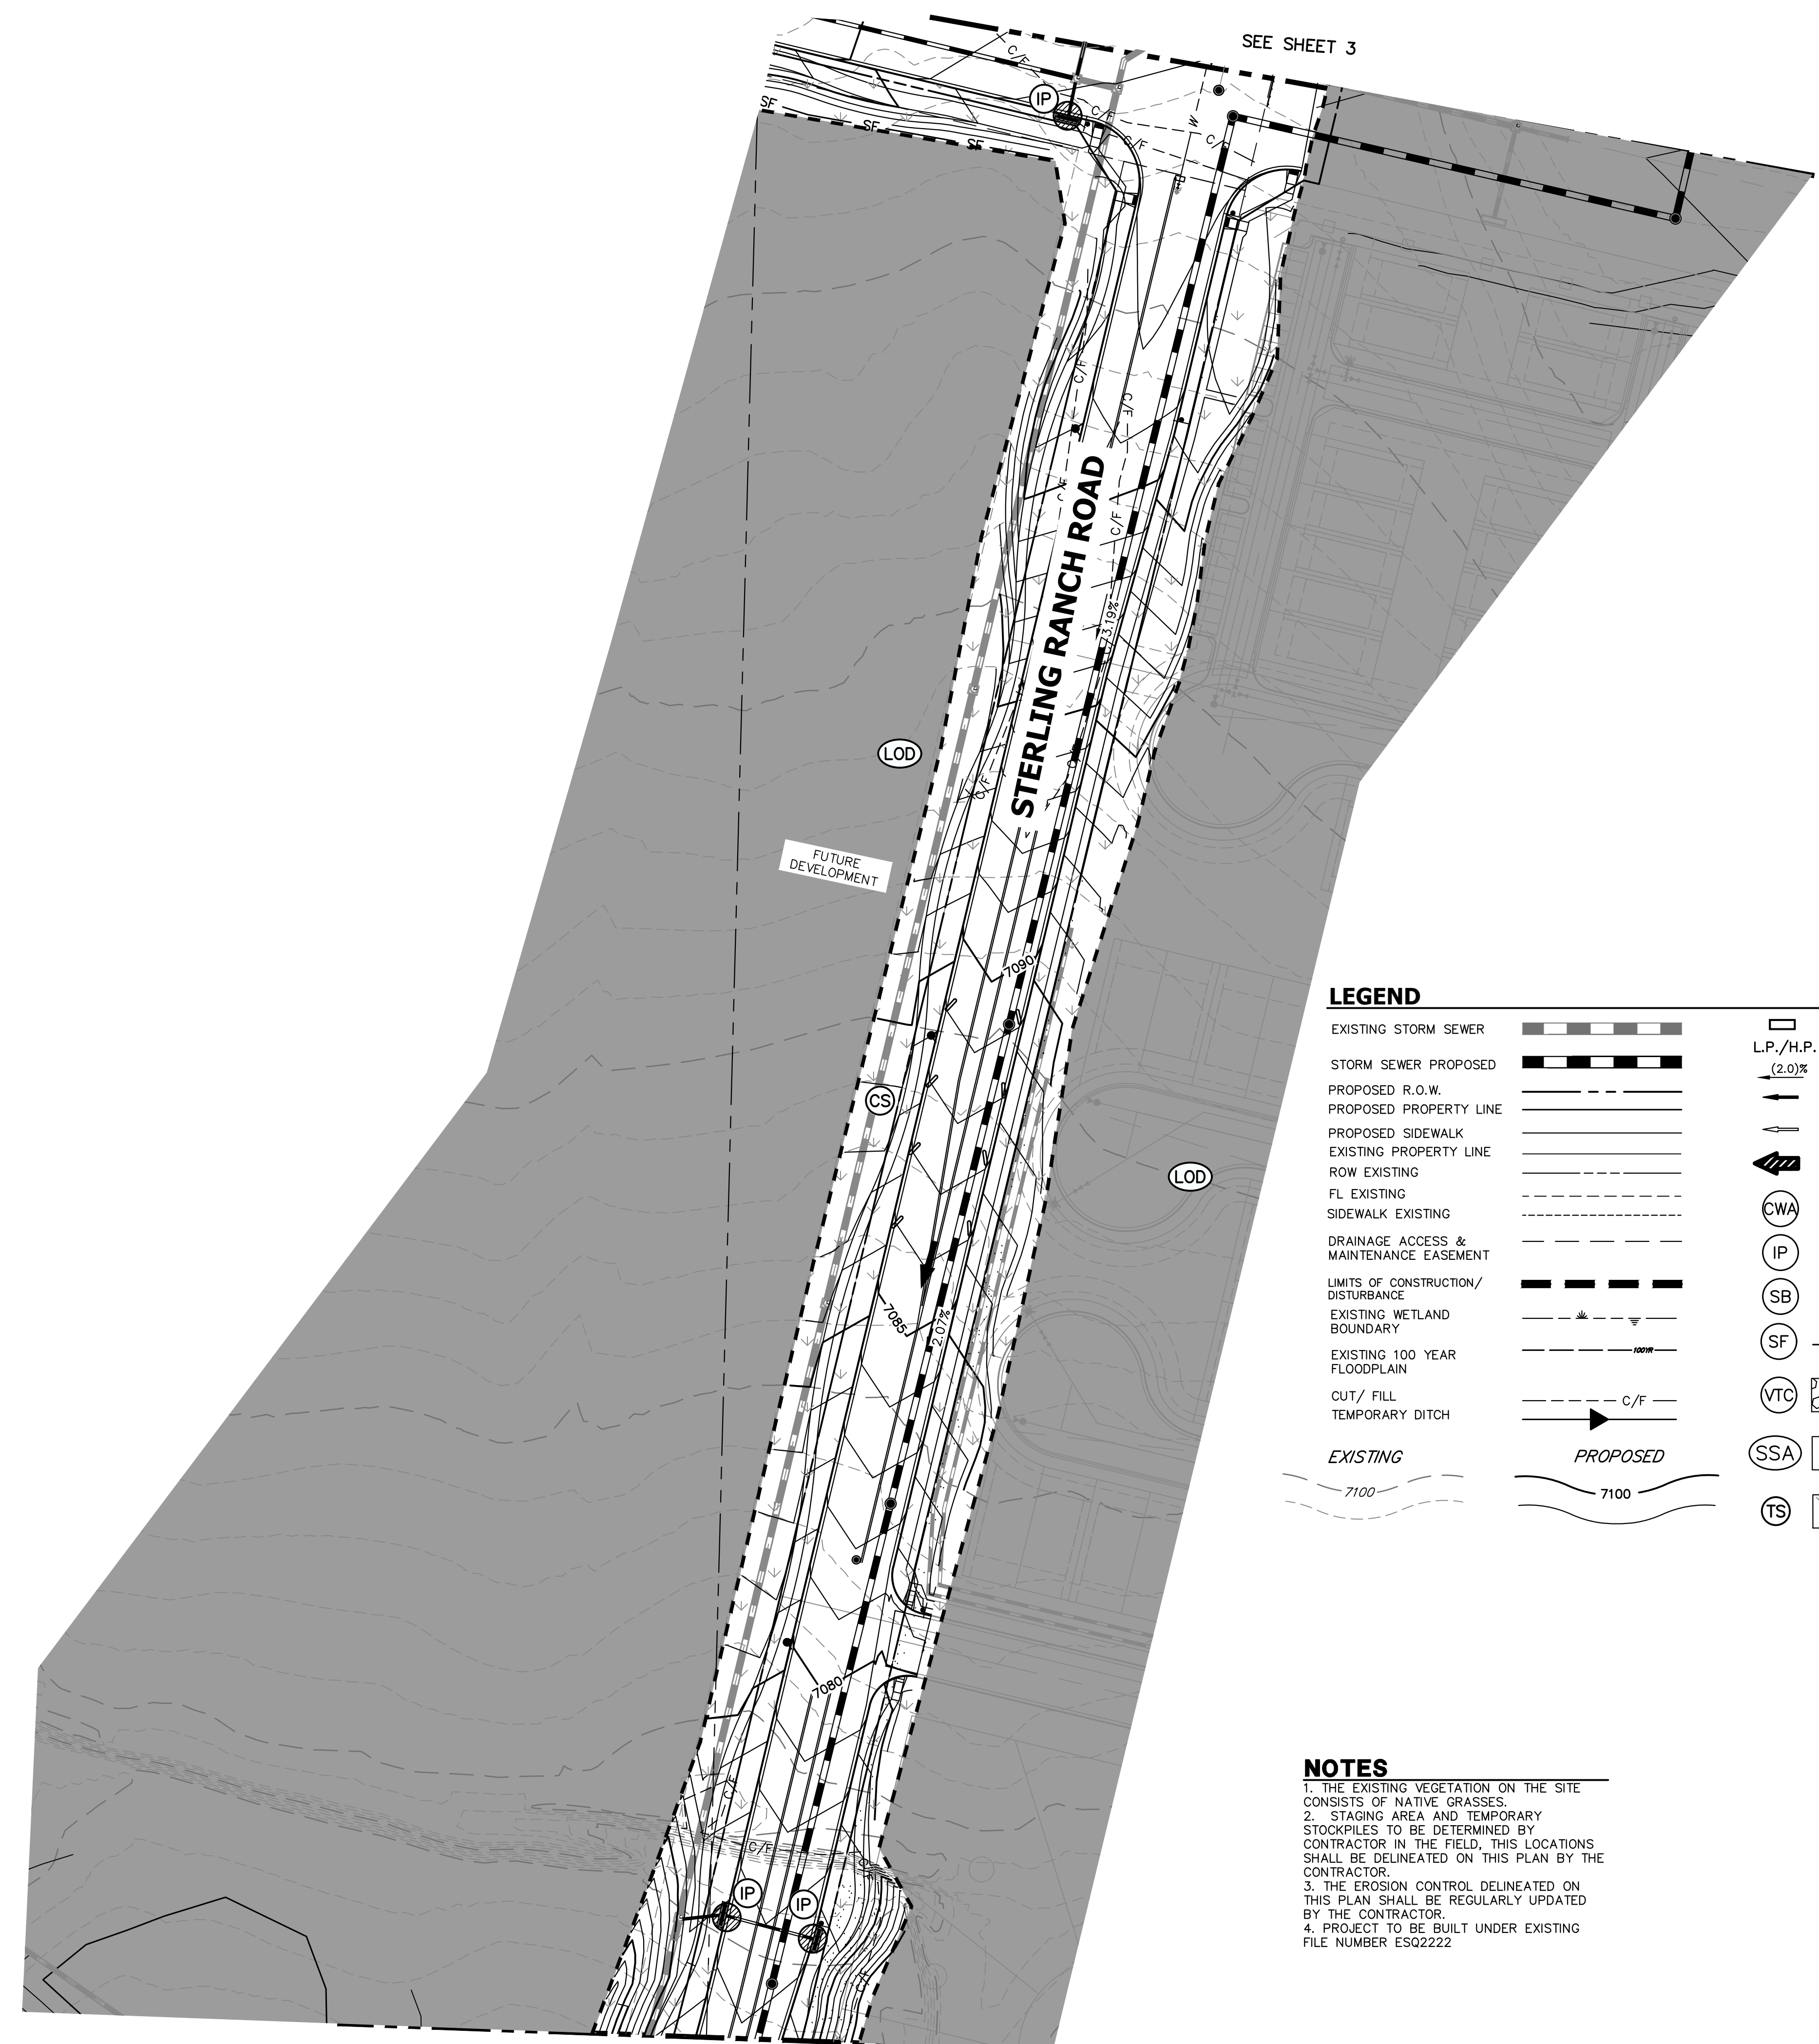 SEE SHEET 3
C/F
IP
C/F
C/F
W
SF
SF
SF
C/F
C/F
C/F
C/F
STERLING RANCH ROAD
3.19%
LOD
C/F
FUTURE
DEVELOPMENT
7090
CS
LOD
7085
2.07%
7080
C/F
C/F
IP
IP
LEGEND
EXISTING STORM SEWER
STORM SEWER PROPOSED
PROPOSED R.O.W.
PROPOSED PROPERTY LINE
PROPOSED SIDEWALK
EXISTING PROPERTY LINE
ROW EXISTING
FL EXISTING
SIDEWALK EXISTING
DRAINAGE ACCESS &
MAINTENANCE EASEMENT
LIMITS OF CONSTRUCTION/
DISTURBANCE
EXISTING WETLAND
BOUNDARY
EXISTING 100 YEAR
FLOODPLAIN
100YR
CUT/ FILL
C/F
TEMPORARY DITCH
EXISTING
PROPOSED
7100
7100
L.P./H.P.
(2.0)%
CWA
IP
SB
SF
VTC
SSA
TS
NOTES
1. THE EXISTING VEGETATION ON THE SITE
CONSISTS OF NATIVE GRASSES.
2. STAGING AREA AND TEMPORARY
STOCKPILES TO BE DETERMINED BY
CONTRACTOR IN THE FIELD, THIS LOCATIONS
SHALL BE DELINEATED ON THIS PLAN BY THE
CONTRACTOR.
3. THE EROSION CONTROL DELINEATED ON
THIS PLAN SHALL BE REGULARLY UPDATED
BY THE CONTRACTOR.
4. PROJECT TO BE BUILT UNDER EXISTING
FILE NUMBER ESQ2222